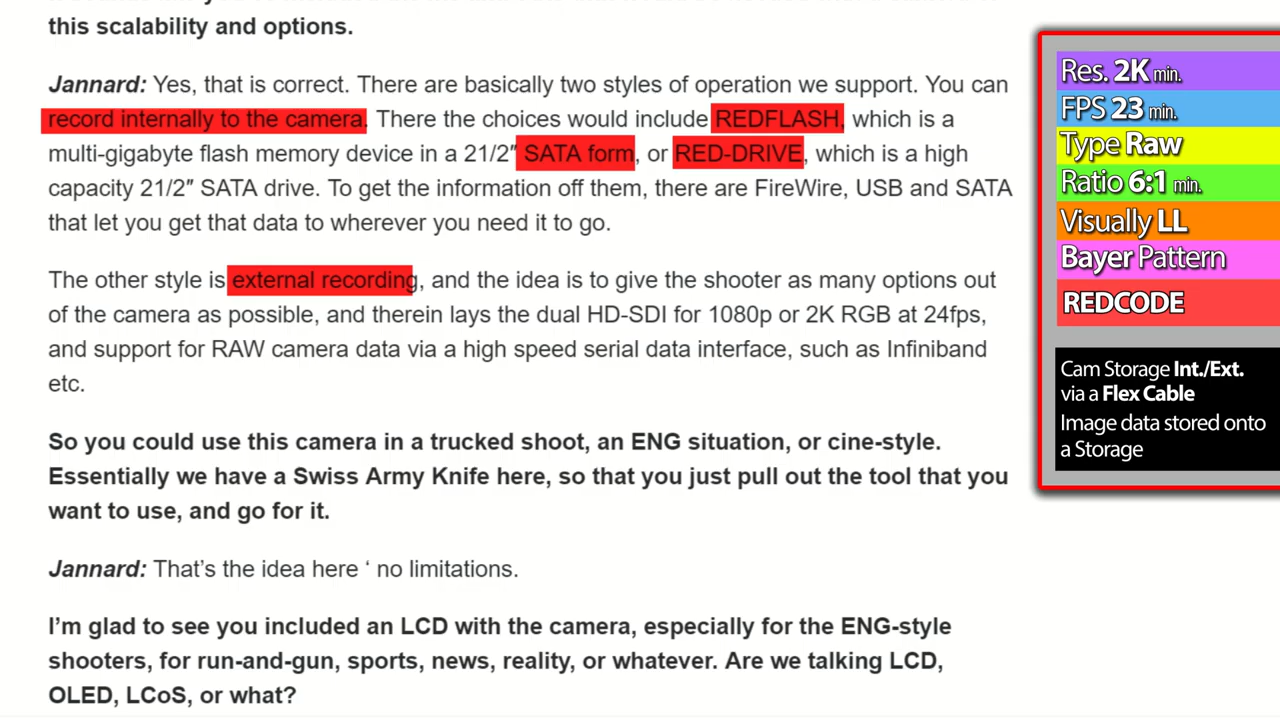 this scalability and options.
Jannard: Yes, that is correct. There are basically two styles of operation we support. You can
record internally to the camera. There the choices would include REDFLASH, which is a
multi-gigabyte flash memory device in a 21/2″ SATA form, or RED-DRIVE, which is a high
capacity 21/2″ SATA drive. To get the information off them, there are FireWire, USB and SATA
that let you get that data to wherever you need it to go.
The other style is external recording, and the idea is to give the shooter as many options out
of the camera as possible, and therein lays the dual HD-SDI for 1080p or 2K RGB at 24fps,
and support for RAW camera data via a high speed serial data interface, such as Infiniband
etc.
So you could use this camera in a trucked shoot, an ENG situation, or cine-style.
Essentially we have a Swiss Army Knife here, so that you just pull out the tool that you
want to use, and go for it.
Jannard: That’s the idea here ‘ no limitations.
I’m glad to see you included an LCD with the camera, especially for the ENG-style
shooters, for run-and-gun, sports, news, reality, or whatever. Are we talking LCD,
OLED, LCoS, or what?
Res. 2K min.
FPS 23 min.
Type Raw
Ratio 6:1 min.
Visually LL
Bayer Pattern
REDCODE
Cam Storage Int./Ext.
via a Flex Cable
Image data stored onto
a Storage